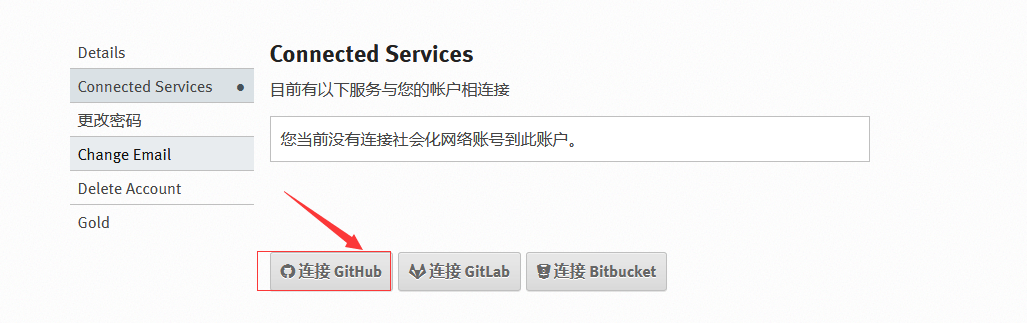 Details
Connected Services
更改密码
Change Email
Delete Account
Gold
Connected Services
目前有以下服务与您的帐户相连接
您当前没有连接社会化网络账号到此账户。
连接 GitHub
连接 GitLab
连接 Bitbucket